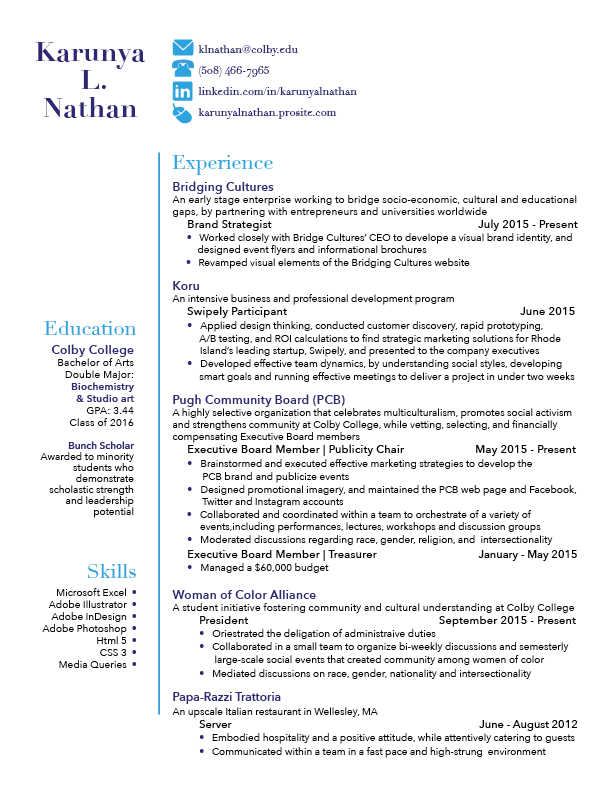 Karunya
L.
Nathan
klnathan@colby.edu
(508) 466-7965
linkedin.com/in/karunyalnathan
karunyalnathan.prosite.com
Experience
Bridging Cultures
An early stage enterprise working to bridge socio-economic, cultural and educational
gaps, by partnering with entrepreneurs and universities worldwide
Brand Strategist July 2015 - Present
• Worked closely with Bridge Cultures' CEO to develope a visual brand identity, and
designed event flyers and informational brochures
• Revamped visual elements of the Bridging Cultures website
Koru
An intensive business and professional development program
Swipely Participant June 2015
• Applied design thinking, conducted customer discovery, rapid prototyping,
A/B testing, and ROI calculations to find strategic marketing solutions for Rhode
Island's leading startup, Swipely, and presented to the company executives
• Developed effective team dynamics, by understanding social styles, developing
smart goals and running effective meetings to deliver a project in under two weeks
Pugh Community Board (PCB)
A highly selective organization that celebrates multiculturalism, promotes social activism
and strengthens community at Colby College, while vetting, selecting, and financially
compensating Executive Board members
Executive Board Member | Publicity Chair May 2015 - Present
• Brainstormed and executed effective marketing strategies to develop the
PCB brand and publicize events
• Designed promotional imagery, and maintained the PCB web page and Facebook,
Twitter and Instagram accounts
• Collaborated and coordinated within a team to orchestrate of a variety of
events,including performances, lectures, workshops and discussion groups
• Moderated discussions regarding race, gender, religion, and intersectionality
Executive Board Member | Treasurer January - May 2015
• Managed a $60,000 budget
Woman of Color Alliance
A student initiative fostering community and cultural understanding at Colby College
President September 2015 - Present
• Oriestrated the deligation of administraive duties
• Collaborated in a small team to organize bi-weekly discussions and semesterly
large-scale social events that created community among women of color
• Mediated discussions on race, gender, nationality and intersectionality
Papa-Razzi Trattoria
An upscale Italian restaurant in Wellesley, MA
Server June - August 2012
• Embodied hospitality and a positive attitude, while attentively catering to guests
• Communicated within a team in a fast pace and high-strung environment
Education
Colby College
Bachelor of Arts
Double Major:
Biochemistry
& Studio art
GPA: 3.44
Class of 2016
Bunch Scholar
Awarded to minority
students who
demonstrate
scholastic strength
and leadership
potential
Skills
Microsoft Excel •
Adobe Illustrator •
Adobe InDesign •
Adobe Photoshop •
Html 5 •
CSS 3 •
Media Queries •